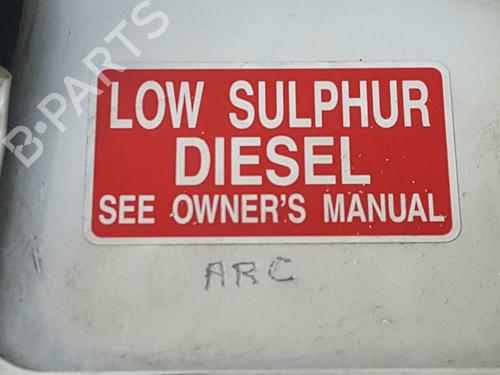 B-PARTS
LOW SULPHUR
DIESEL
SEE OWNER'S MANUAL
ARC